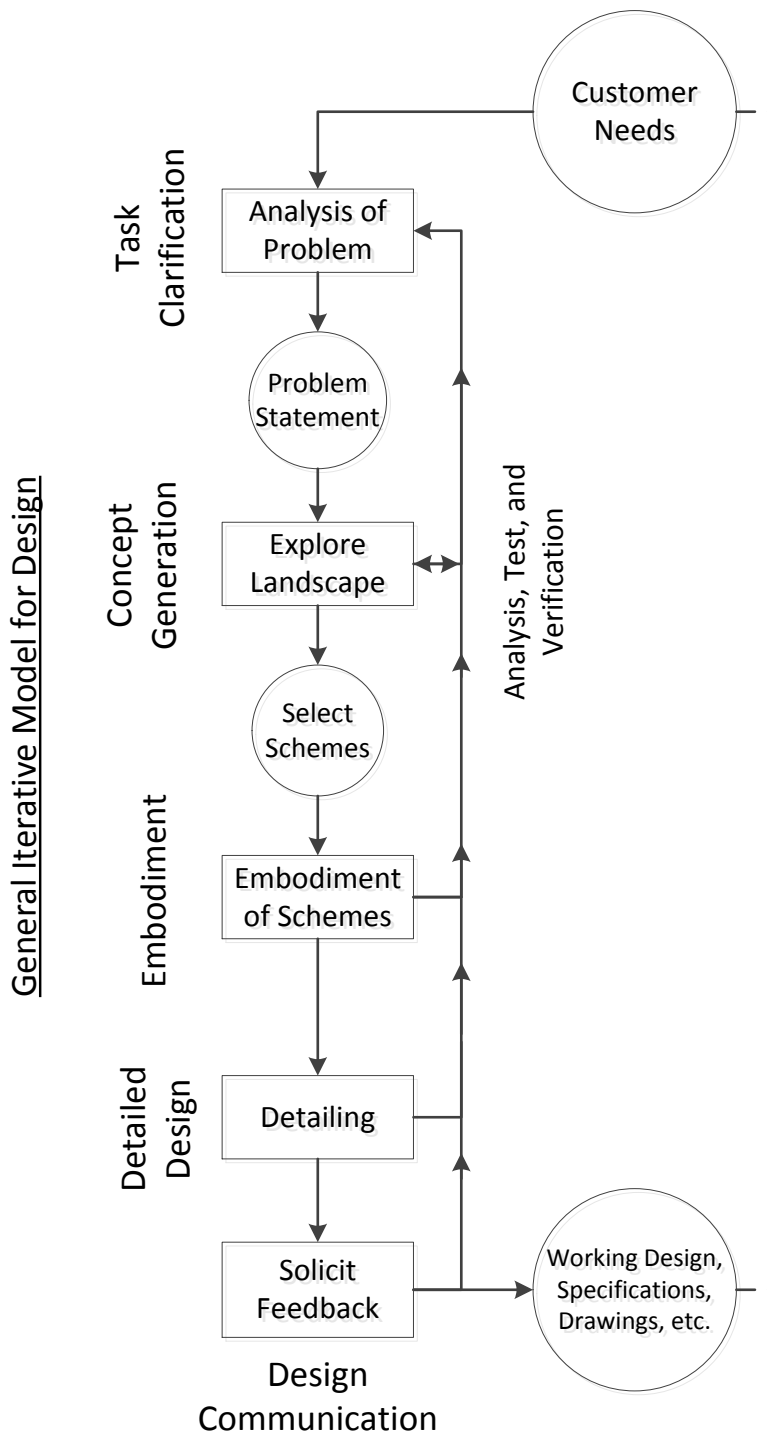 General Iterative Model for Design
Customer
Needs
Task
Clarification
Analysis of
Problem
Problem
Statement
Concept
Generation
Explore
Landscape
Analysis, Test, and
Verification
Select
Schemes
Embodiment
Embodiment
of Schemes
Detailed
Design
Detailing
Solicit
Feedback
Working Design,
Specifications,
Drawings, etc.
Design
Communication